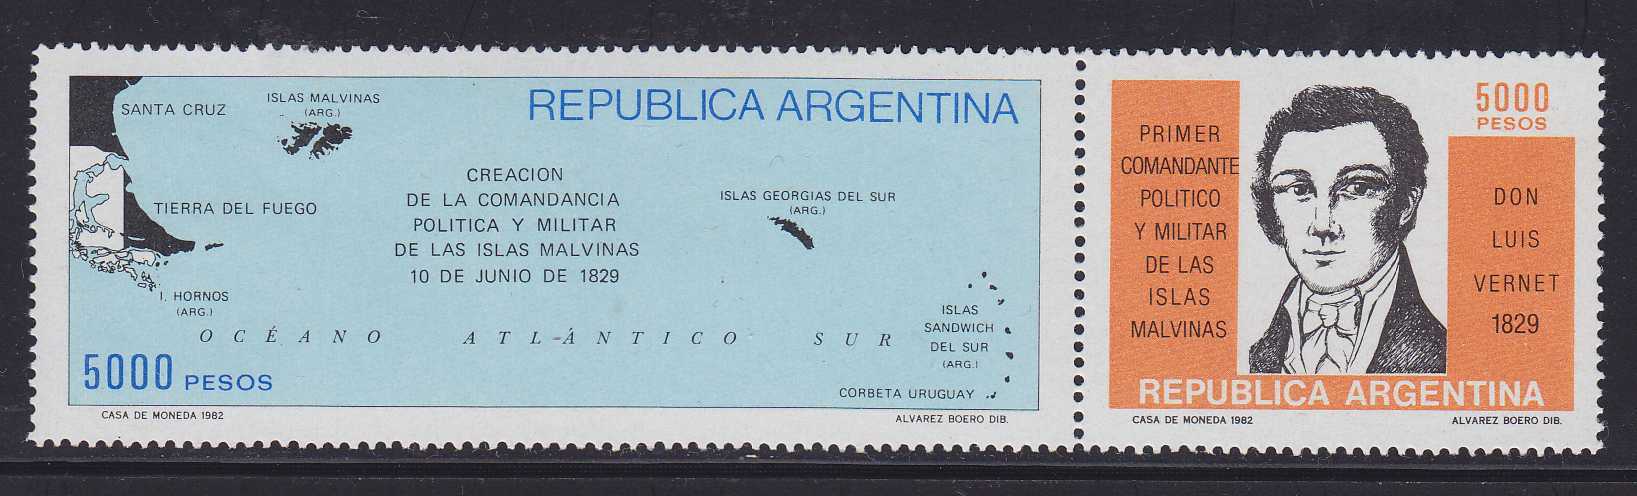 SANTA CRUZ
ISLAS MALVINAS
(ARG.)
REPUBLICA ARGENTINA
CREACION
DE LA COMANDANCIA
POLITICA Y MILITAR
DE LAS ISLAS MALVINAS
10 DE JUNIO DE 1829
TIERRA DEL FUEGO
ISLAS GEORGIAS DEL SUR
(ARG.)
I. HORNOS
(ARG.)
OCÉANO ATLÁNTICO SUR
ISLAS
SANDWICH
DEL SUR
(ARG.)
CORBETA URUGUAY
5000 PESOS
CASA DE MONEDA 1982
ALVAREZ BOERO DIB.
5000
PESOS
PRIMER
COMANDANTE
POLITICO
Y MILITAR
DE LAS
ISLAS
MALVINAS
DON
LUIS
VERNET
1829
REPUBLICA ARGENTINA
CASA DE MONEDA 1982
ALVAREZ BOERO DIB.